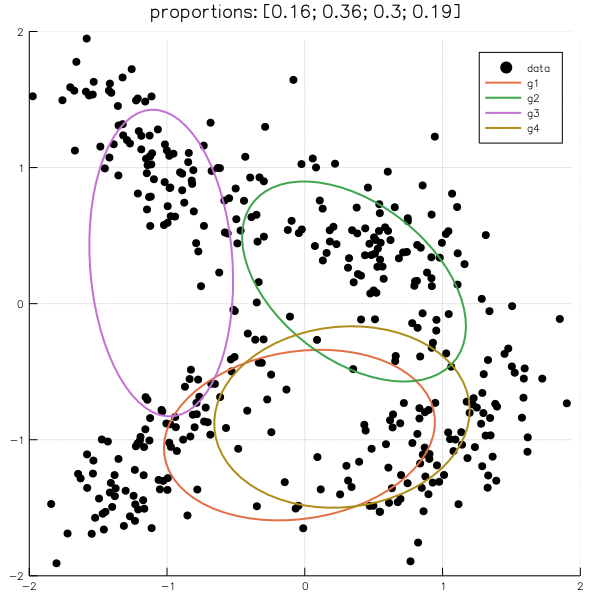 proportions: [0.16; 0.36; 0.3; 0.19]
2
data
g1
g2
g3
g4
1
0
−1
−2
−2
−1
0
1
2